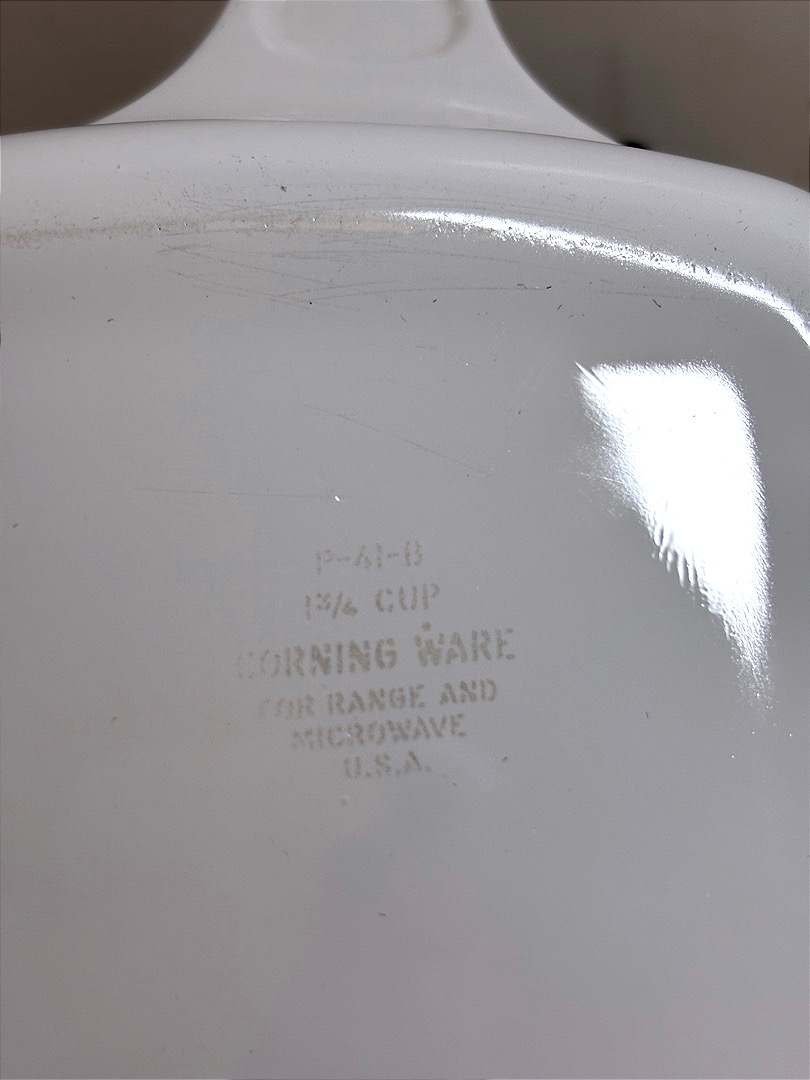 P-41-B
1¾ CUP
CORNING WARE
FOR RANGE AND
MICROWAVE
U.S.A.